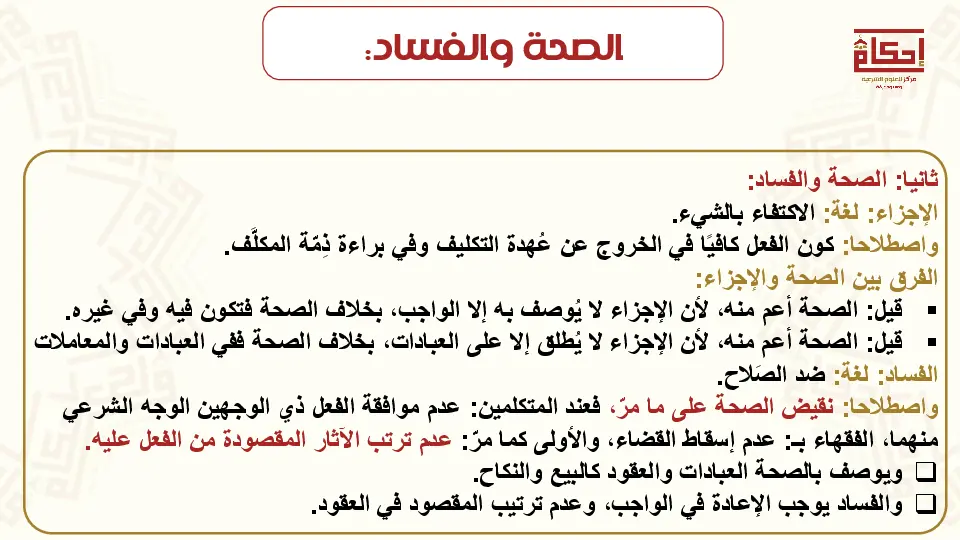 الصحة والفساد:
إحكام
مركز للعلوم الشرعية
ثانيا: الصحة والفساد:
الإجزاء: لغة: الاكتفاء بالشيء.
واصطلاحا: كون الفعل كافيًا في الخروج عن عُهدة التكليف وفي براءة ذِمّة المكلَّف.
الفرق بين الصحة والإجزاء:
▪ قيل: الصحة أعم منه، لأن الإجزاء لا يُوصف به إلا الواجب، بخلاف الصحة فتكون فيه وفي غيره.
▪ قيل: الصحة أعم منه، لأن الإجزاء لا يُطلق إلا على العبادات، بخلاف الصحة ففي العبادات والمعاملات
الفساد: لغة: ضد الصَلاح.
واصطلاحا: نقيض الصحة على ما مرّ، فعند المتكلمين: عدم موافقة الفعل ذي الوجهين الوجه الشرعي
منهما، الفقهاء بـ: عدم إسقاط القضاء، والأولى كما مرّ: عدم ترتب الآثار المقصودة من الفعل عليه.
❑ ويوصف بالصحة العبادات والعقود كالبيع والنكاح.
❑ والفساد يوجب الإعادة في الواجب، وعدم ترتيب المقصود في العقود.